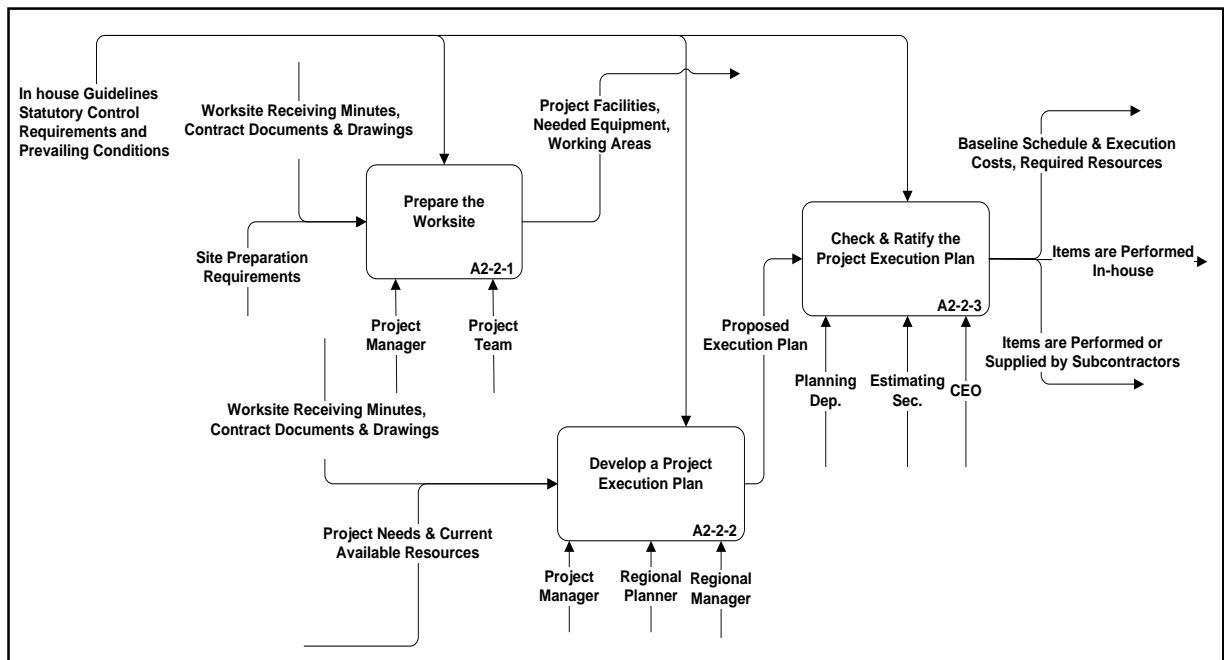 In house Guidelines
Statutory Control
Requirements and
Prevailing Conditions
Worksite Receiving Minutes,
Contract Documents & Drawings
Project Facilities,
Needed Equipment,
Working Areas
Prepare the
Worksite
A2-2-1
Site Preparation
Requirements
Project
Manager
Project
Team
Baseline Schedule & Execution
Costs, Required Resources
Check & Ratify the
Project Execution Plan
A2-2-3
Items are Performed
In-house
Items are Performed or
Supplied by Subcontractors
Proposed
Execution Plan
Planning
Dep.
Estimating
Sec.
CEO
Worksite Receiving Minutes,
Contract Documents & Drawings
Develop a Project
Execution Plan
A2-2-2
Project Needs & Current
Available Resources
Project
Manager
Regional
Planner
Regional
Manager